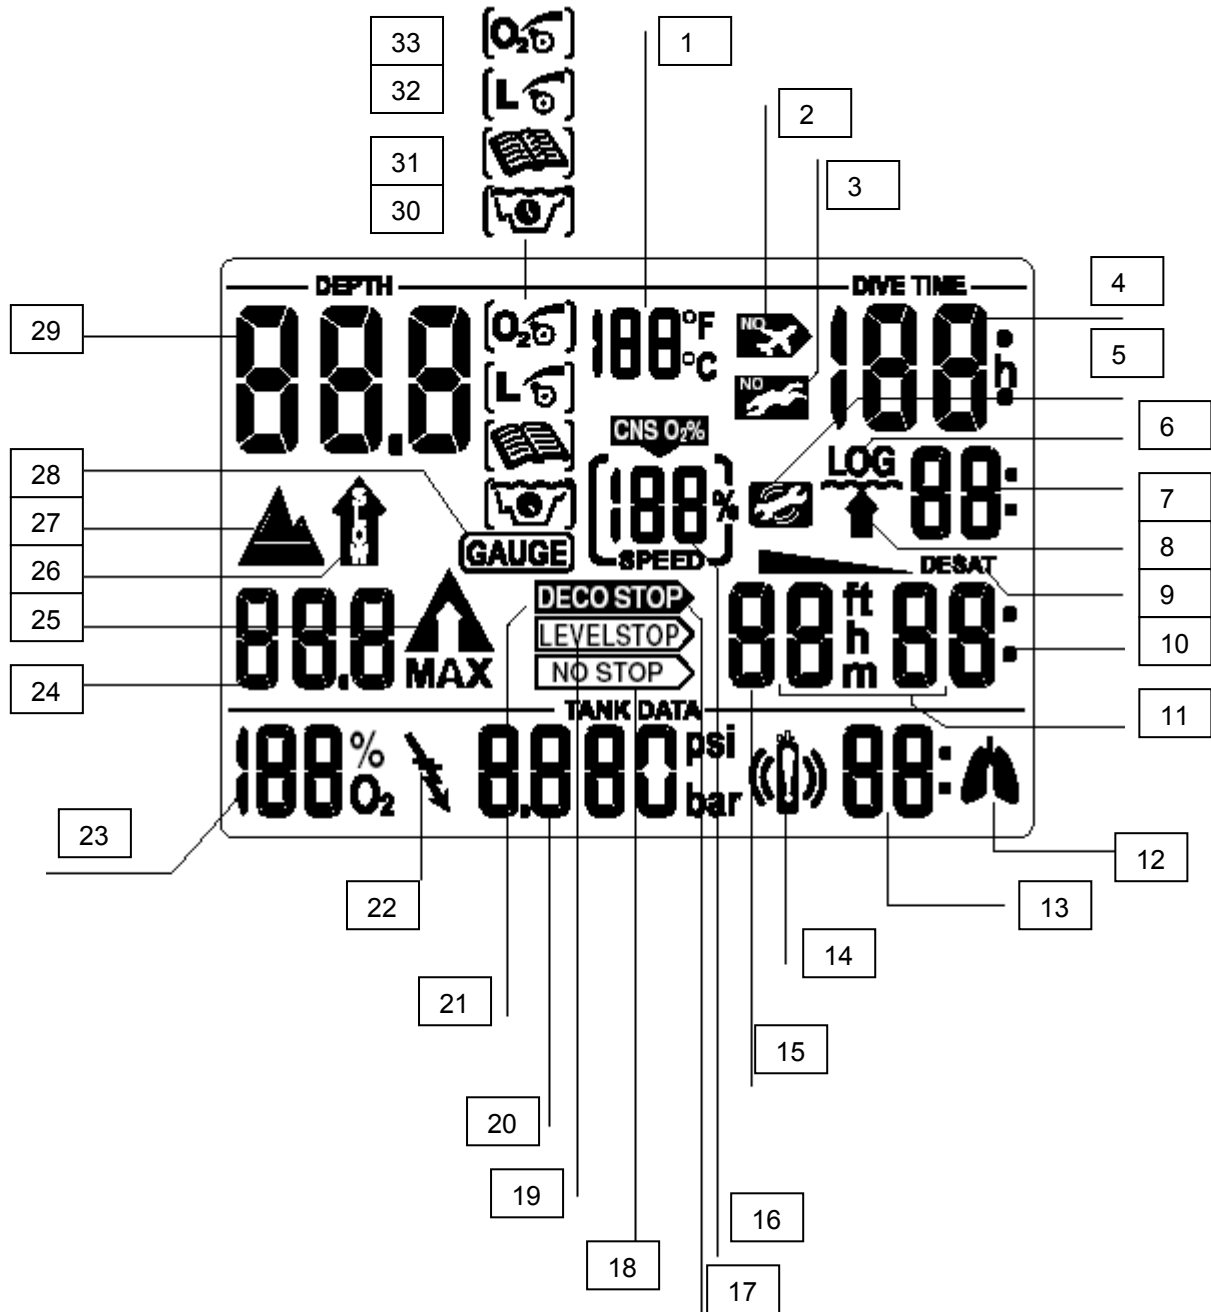 33
O₂
1
32
L
2
31
3
30
DEPTH
DIVE TIME
4
29
88.8
O₂
188°F
°C
NO
188:
h
5
L
NO
CNS O₂%
LOG
6
28
188%
88:
7
27
SLOW
GAUGE
SPEED
8
26
DESAT
9
25
88.8
DECO STOP
88
ft
88:
LEVELSTOP
h
10
24
MAX
NO STOP
m
TANK DATA
11
188%
O₂
8.880
psi
bar
88:
23
12
22
13
14
21
15
20
19
16
18
17